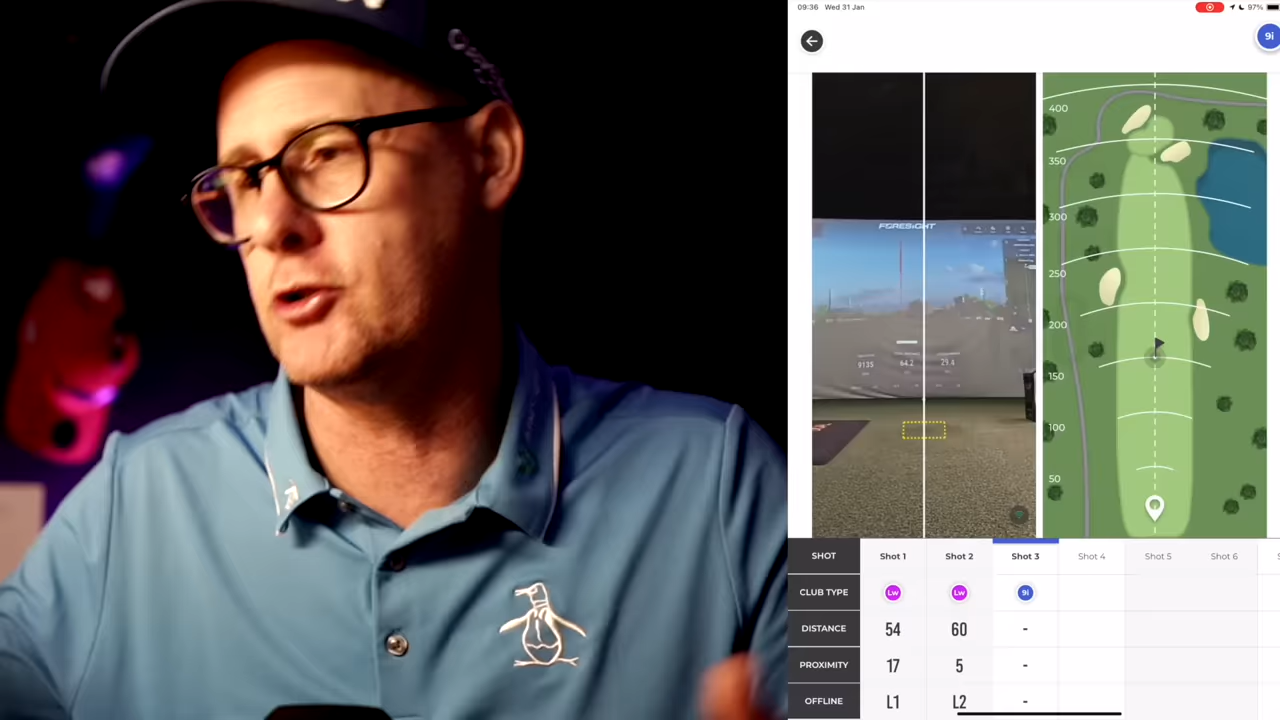 09:36 Wed 31 Jan
97%
9i
FORESIGHT
9135 64.2 29.4
400
350
300
250
200
150
100
50
SHOT Shot 1 Shot 2 Shot 3 Shot 4 Shot 5 Shot 6
CLUB TYPE Lw Lw 9i
DISTANCE 54 60 -
PROXIMITY 17 5 -
OFFLINE L1 L2 -